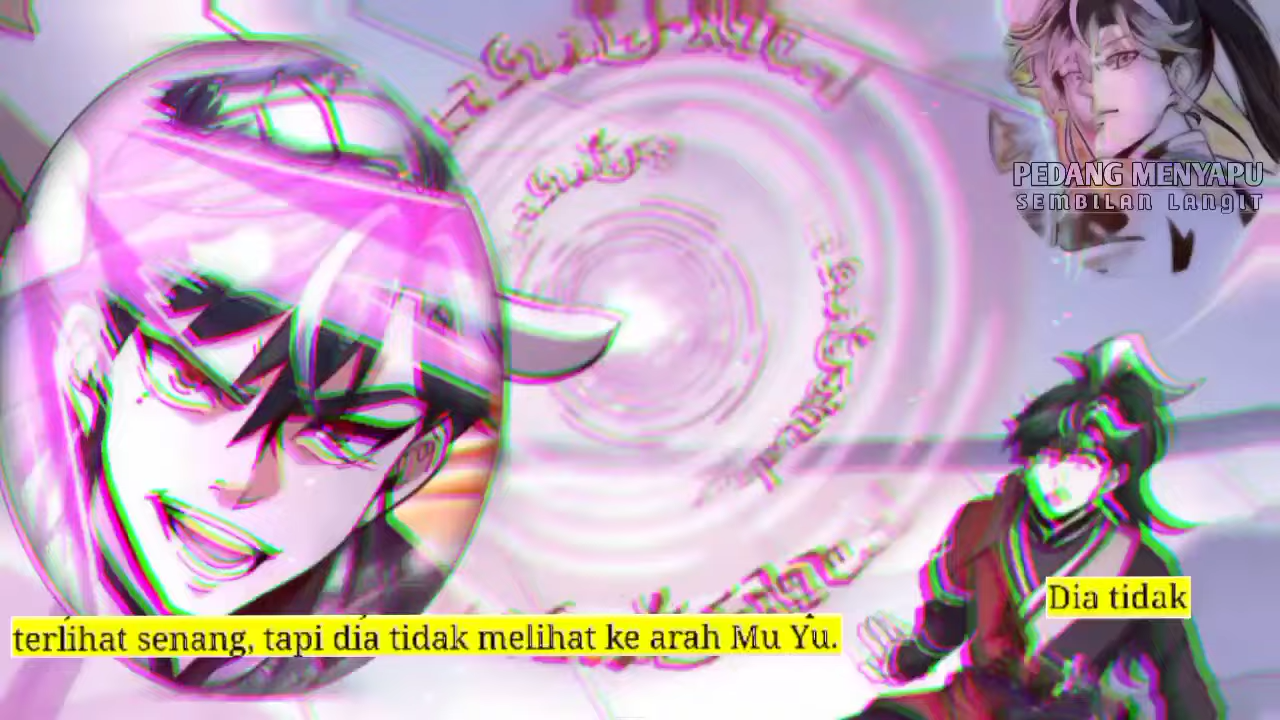 PEDANG MENYAPU
SEMBILAN LANGIT
Dia tidak
terlihat senang, tapi dia tidak melihat ke arah Mu Yu.